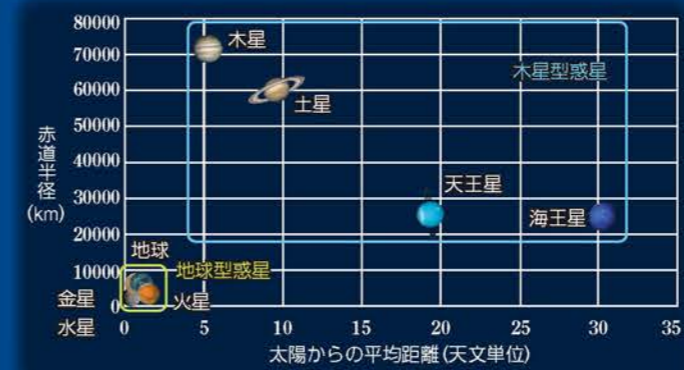 80000
70000
60000
50000
40000
30000
20000
10000
0
赤道半径
(km)
木星
木星型惑星
土星
天王星
海王星
地球
地球型惑星
金星
火星
水星
0 5 10 15 20 25 30 35
太陽からの平均距離(天文単位)